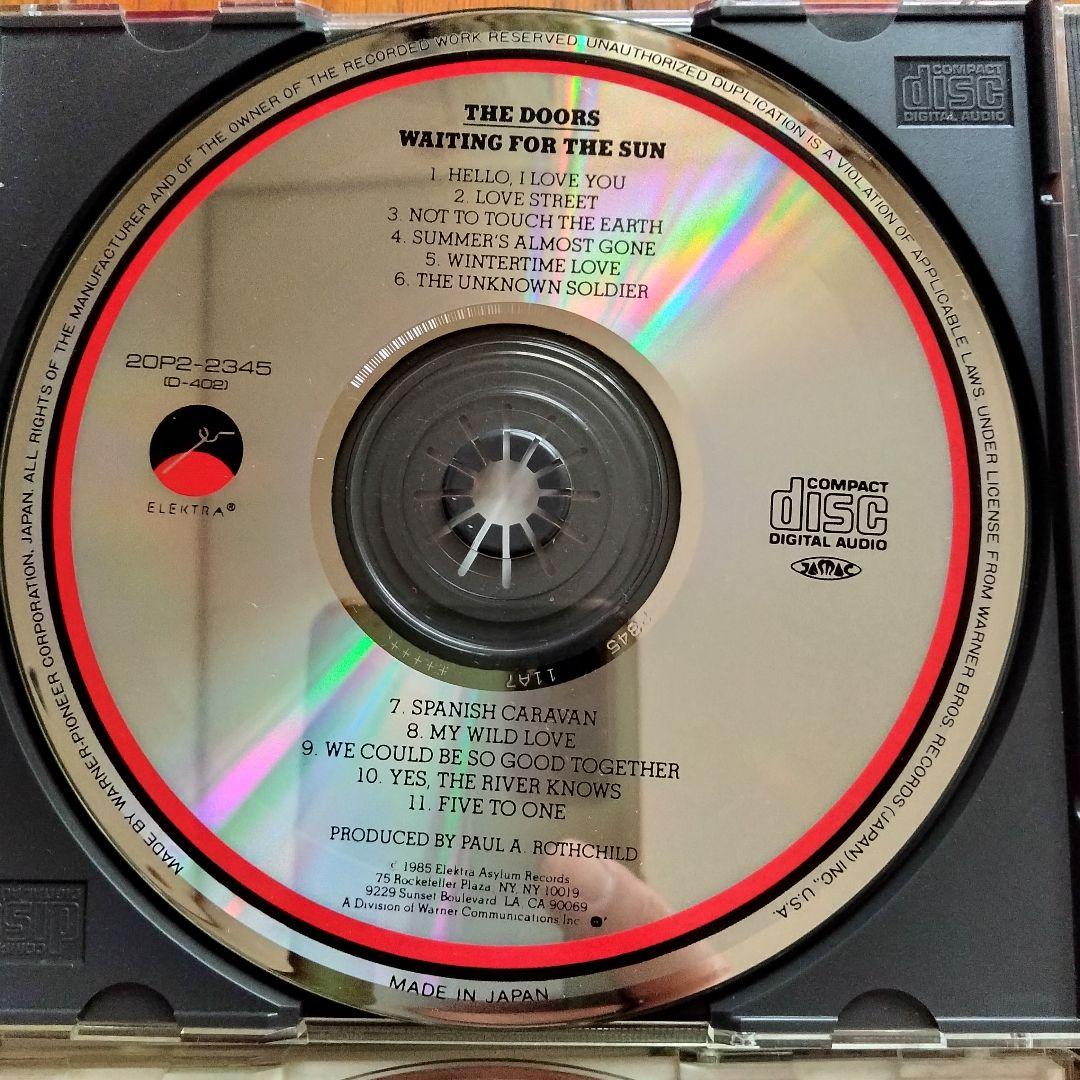 COMPACT
disc
DIGITAL AUDIO
MADE BY WARNER-PIONEER CORPORATION, JAPAN. ALL RIGHTS OF THE MANUFACTURER AND OF THE OWNER OF THE RECORDED WORK RESERVED UNAUTHORIZED DUPLICATION IS A VIOLATION OF APPLICABLE LAWS. UNDER LICENSE FROM WARNER BROS. RECORDS (JAPAN) INC., U.S.A.
THE DOORS
WAITING FOR THE SUN
1. HELLO, I LOVE YOU
2. LOVE STREET
3. NOT TO TOUCH THE EARTH
4. SUMMER'S ALMOST GONE
5. WINTERTIME LOVE
6. THE UNKNOWN SOLDIER
20P2-2345
(D-402)
ELEKTRA®
COMPACT
disc
DIGITAL AUDIO
JASRAC
11A7
+++++
7. SPANISH CARAVAN
8. MY WILD LOVE
9. WE COULD BE SO GOOD TOGETHER
10. YES, THE RIVER KNOWS
11. FIVE TO ONE
PRODUCED BY PAUL A. ROTHCHILD
1985 Elektra Asylum Records
75 Rockefeller Plaza, NY, NY 10019
9229 Sunset Boulevard LA, CA 90069
A Division of Warner Communications Inc.
MADE IN JAPAN